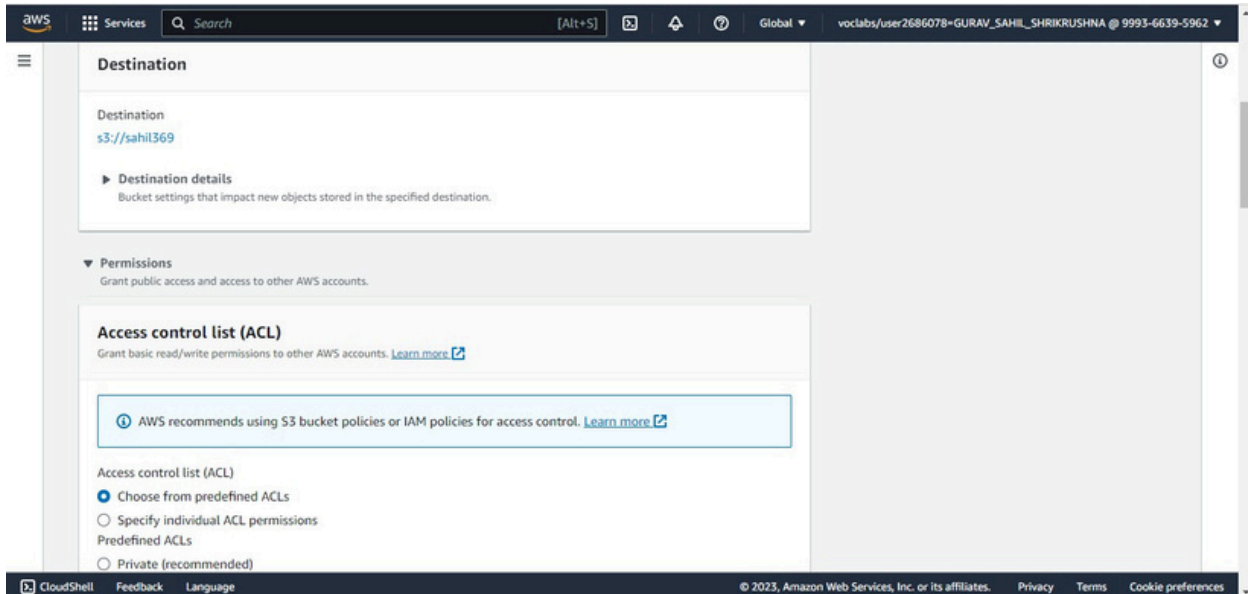 aws Services Search [Alt+S] Global ▼ voclabs/user2686078=GURAV_SAHIL_SHRIKRUSHNA @ 9993-6639-5962 ▼
Destination
Destination
s3://sahil369
▶ Destination details
Bucket settings that impact new objects stored in the specified destination.
▼ Permissions
Grant public access and access to other AWS accounts.
Access control list (ACL)
Grant basic read/write permissions to other AWS accounts. Learn more
AWS recommends using S3 bucket policies or IAM policies for access control. Learn more
Access control list (ACL)
Choose from predefined ACLs
Specify individual ACL permissions
Predefined ACLs
Private (recommended)
CloudShell Feedback Language © 2023, Amazon Web Services, Inc. or its affiliates. Privacy Terms Cookie preferences